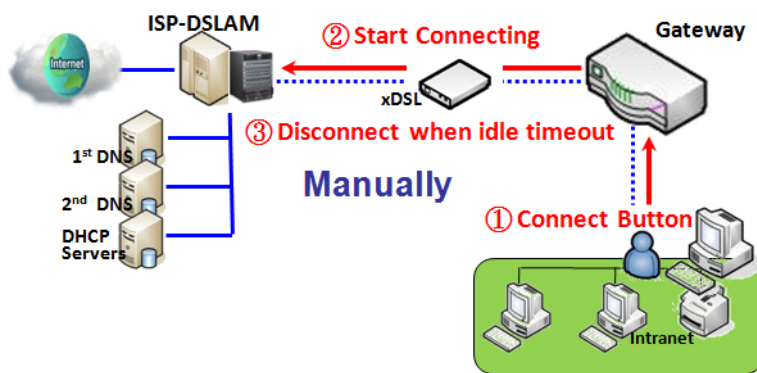 ISP-DSLAM
② Start Connecting
Gateway
Internet
xDSL
③ Disconnect when idle timeout
1st DNS
Manually
2nd DNS
① Connect Button
DHCP
Servers
Intranet